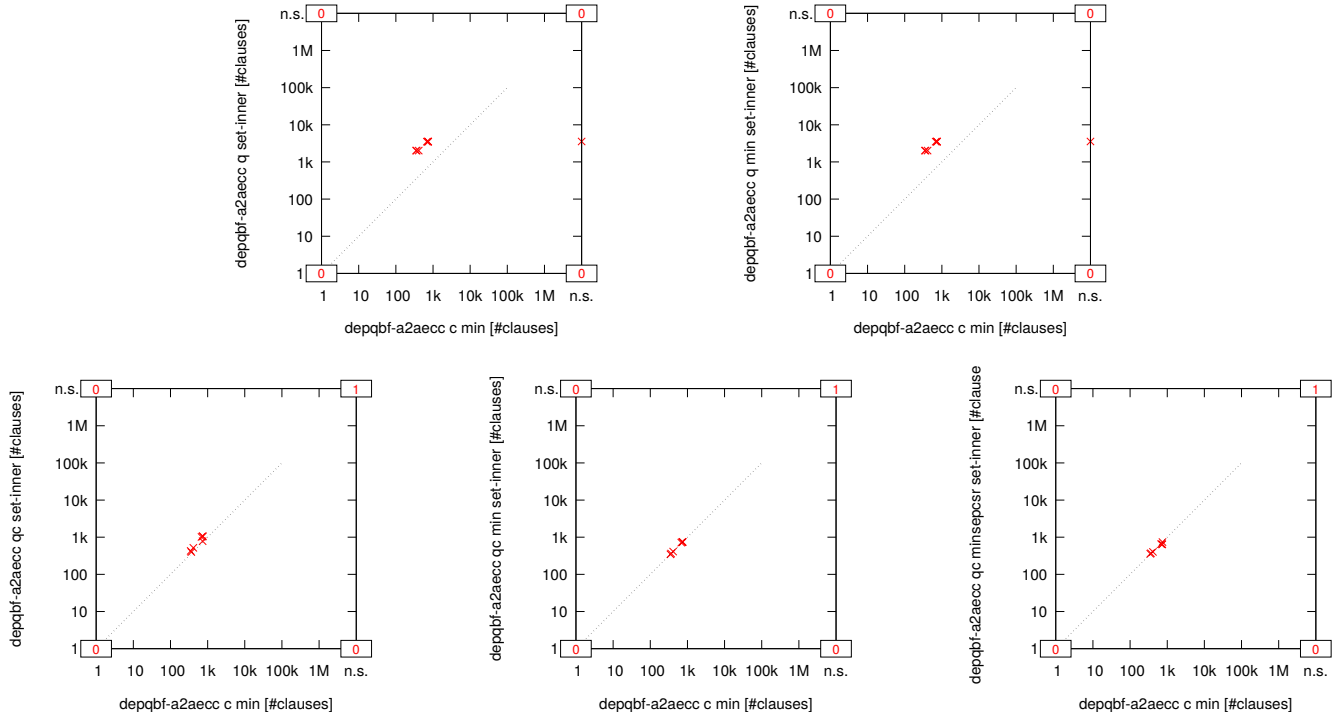 n.s. 0 0
1M
100k
10k
1k
100
10
1 0 0
1 10 100 1k 10k 100k 1M n.s.
depqbf-a2aecc q set-inner [#clauses]
depqbf-a2aecc c min [#clauses]
n.s. 0 0
1M
100k
10k
1k
100
10
1 0 0
1 10 100 1k 10k 100k 1M n.s.
depqbf-a2aecc q min set-inner [#clauses]
depqbf-a2aecc c min [#clauses]
n.s. 0 1
1M
100k
10k
1k
100
10
1 0 0
1 10 100 1k 10k 100k 1M n.s.
depqbf-a2aecc qc set-inner [#clauses]
depqbf-a2aecc c min [#clauses]
n.s. 0 1
1M
100k
10k
1k
100
10
1 0 0
1 10 100 1k 10k 100k 1M n.s.
depqbf-a2aecc qc min set-inner [#clauses]
depqbf-a2aecc c min [#clauses]
n.s. 0 1
1M
100k
10k
1k
100
10
1 0 0
1 10 100 1k 10k 100k 1M n.s.
depqbf-a2aecc qc minsepcsr set-inner [#clause
depqbf-a2aecc c min [#clauses]